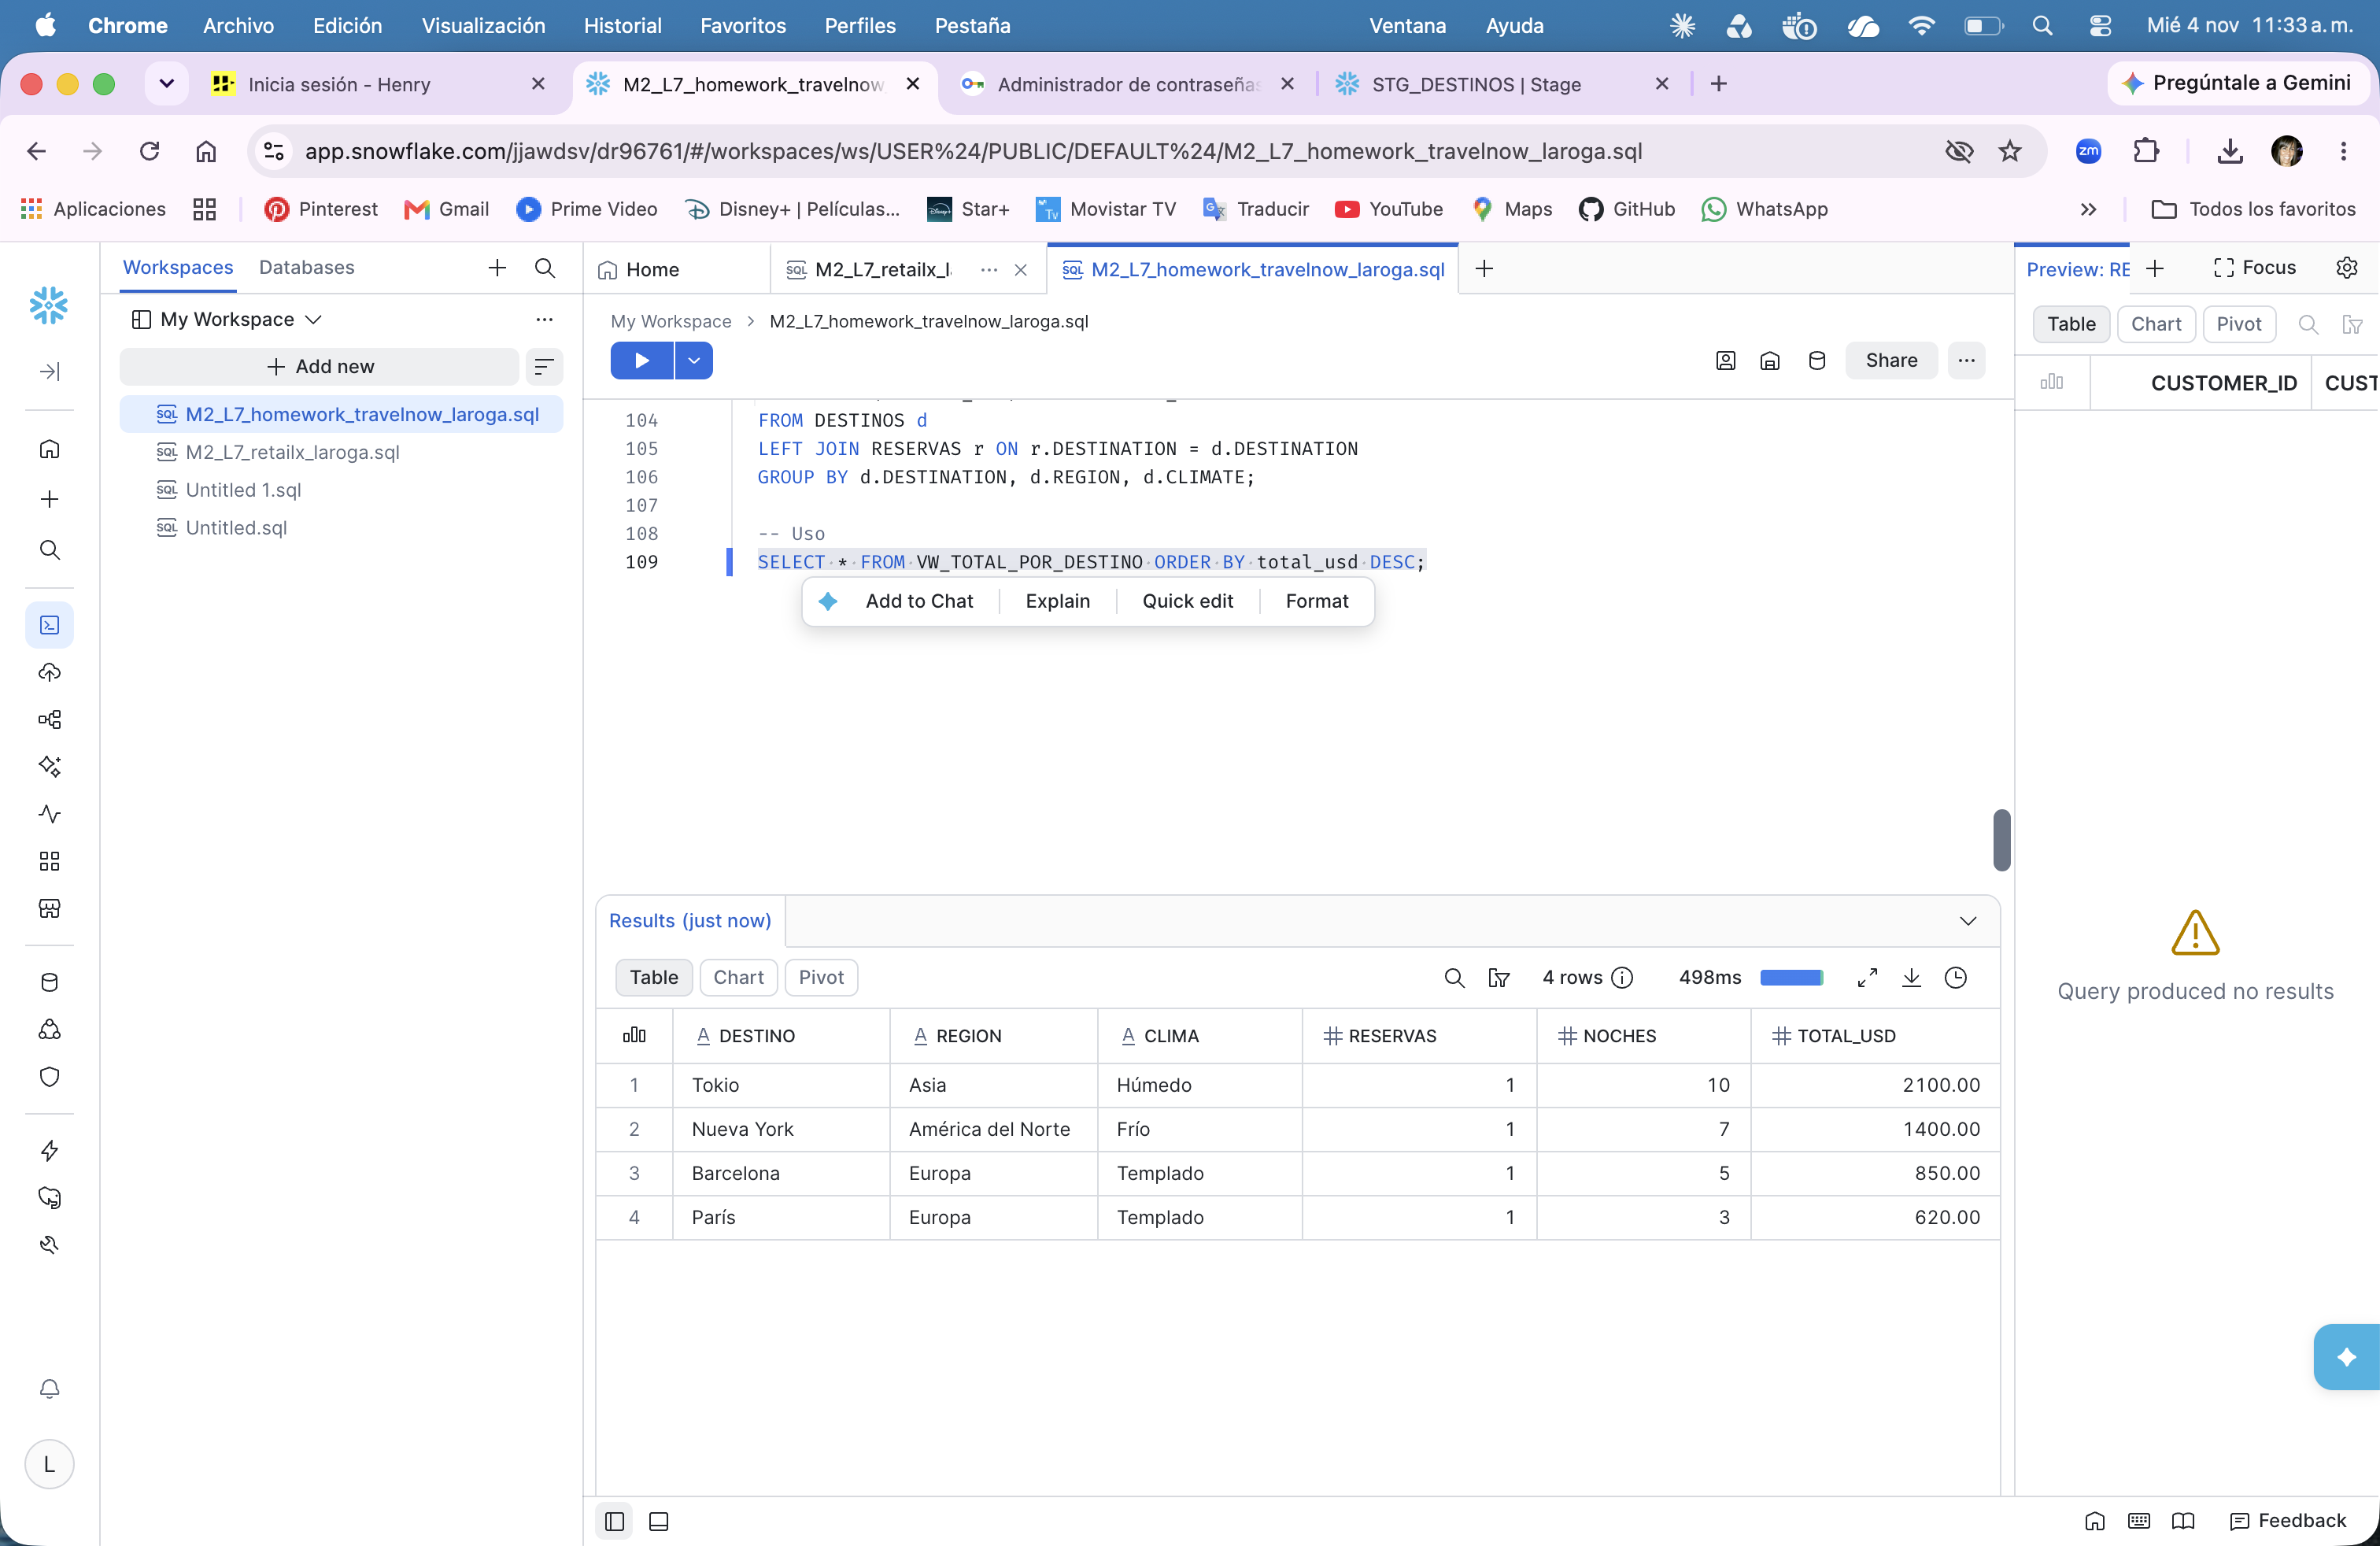 Chrome Archivo Edición Visualización Historial Favoritos Perfiles Pestaña Ventana Ayuda Mié 4 nov 11:33 a. m.
Inicia sesión - Henry M2_L7_homework_travelnow Administrador de contraseñas STG_DESTINOS | Stage Pregúntale a Gemini
app.snowflake.com/jjawdsv/dr96761/#/workspaces/ws/USER%24/PUBLIC/DEFAULT%24/M2_L7_homework_travelnow_laroga.sql zm
Aplicaciones Pinterest Gmail Prime Video Disney+ | Películas... Star+ Movistar TV Traducir YouTube Maps GitHub WhatsApp Todos los favoritos
Workspaces Databases Home M2_L7_retailx_l M2_L7_homework_travelnow_laroga.sql Preview: RE Focus
My Workspace
My Workspace > M2_L7_homework_travelnow_laroga.sql
Table Chart Pivot
Add new
Share
CUSTOMER_ID CUST
M2_L7_homework_travelnow_laroga.sql
M2_L7_retailx_laroga.sql
Untitled 1.sql
Untitled.sql
104 FROM DESTINOS d
105 LEFT JOIN RESERVAS r ON r.DESTINATION = d.DESTINATION
106 GROUP BY d.DESTINATION, d.REGION, d.CLIMATE;
107
108 -- Uso
109 SELECT * FROM VW_TOTAL_POR_DESTINO ORDER BY total_usd DESC;
Add to Chat Explain Quick edit Format
Results (just now)
Table Chart Pivot 4 rows 498ms
Query produced no results
DESTINO REGION CLIMA RESERVAS NOCHES TOTAL_USD
1 Tokio Asia Húmedo 1 10 2100.00
2 Nueva York América del Norte Frío 1 7 1400.00
3 Barcelona Europa Templado 1 5 850.00
4 París Europa Templado 1 3 620.00
L
Feedback